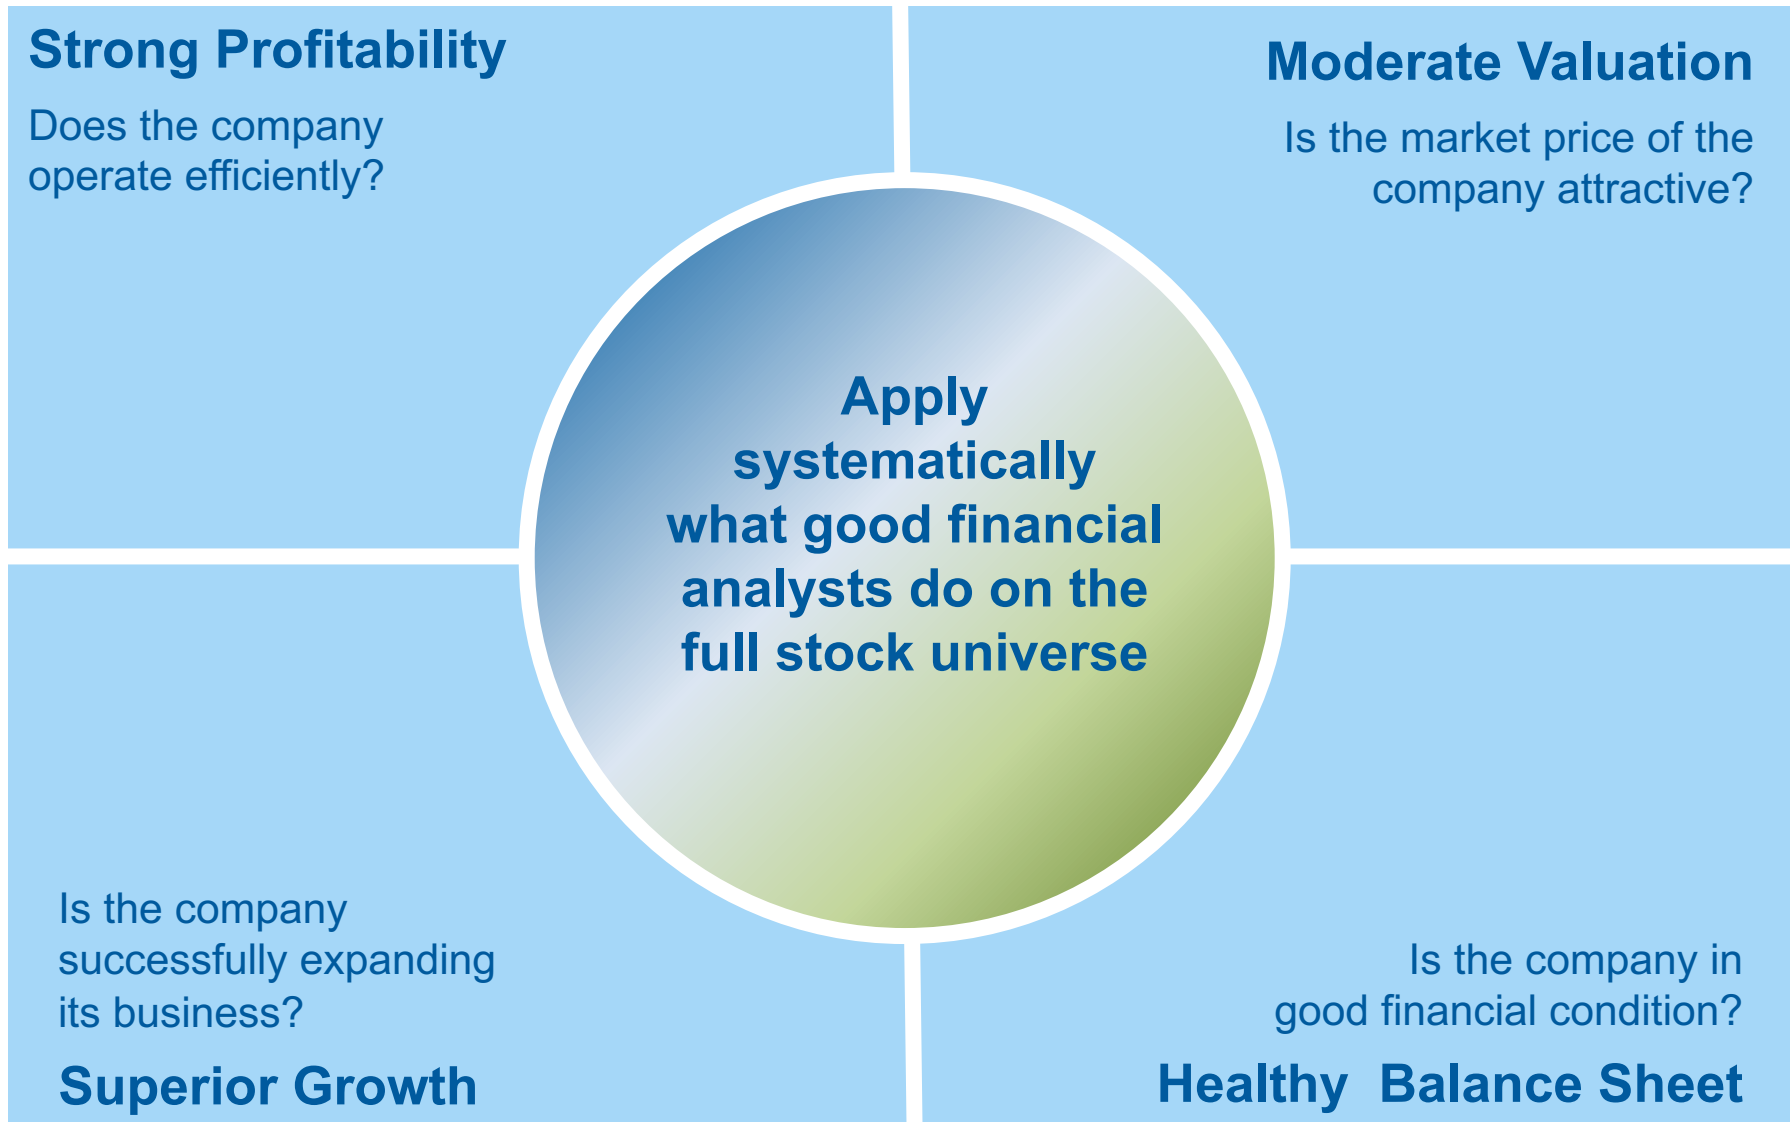 Strong Profitability
Does the company
operate efficiently?
Moderate Valuation
Is the market price of the
company attractive?
Apply
systematically
what good financial
analysts do on the
full stock universe
Is the company
successfully expanding
its business?
Superior Growth
Is the company in
good financial condition?
Healthy  Balance Sheet